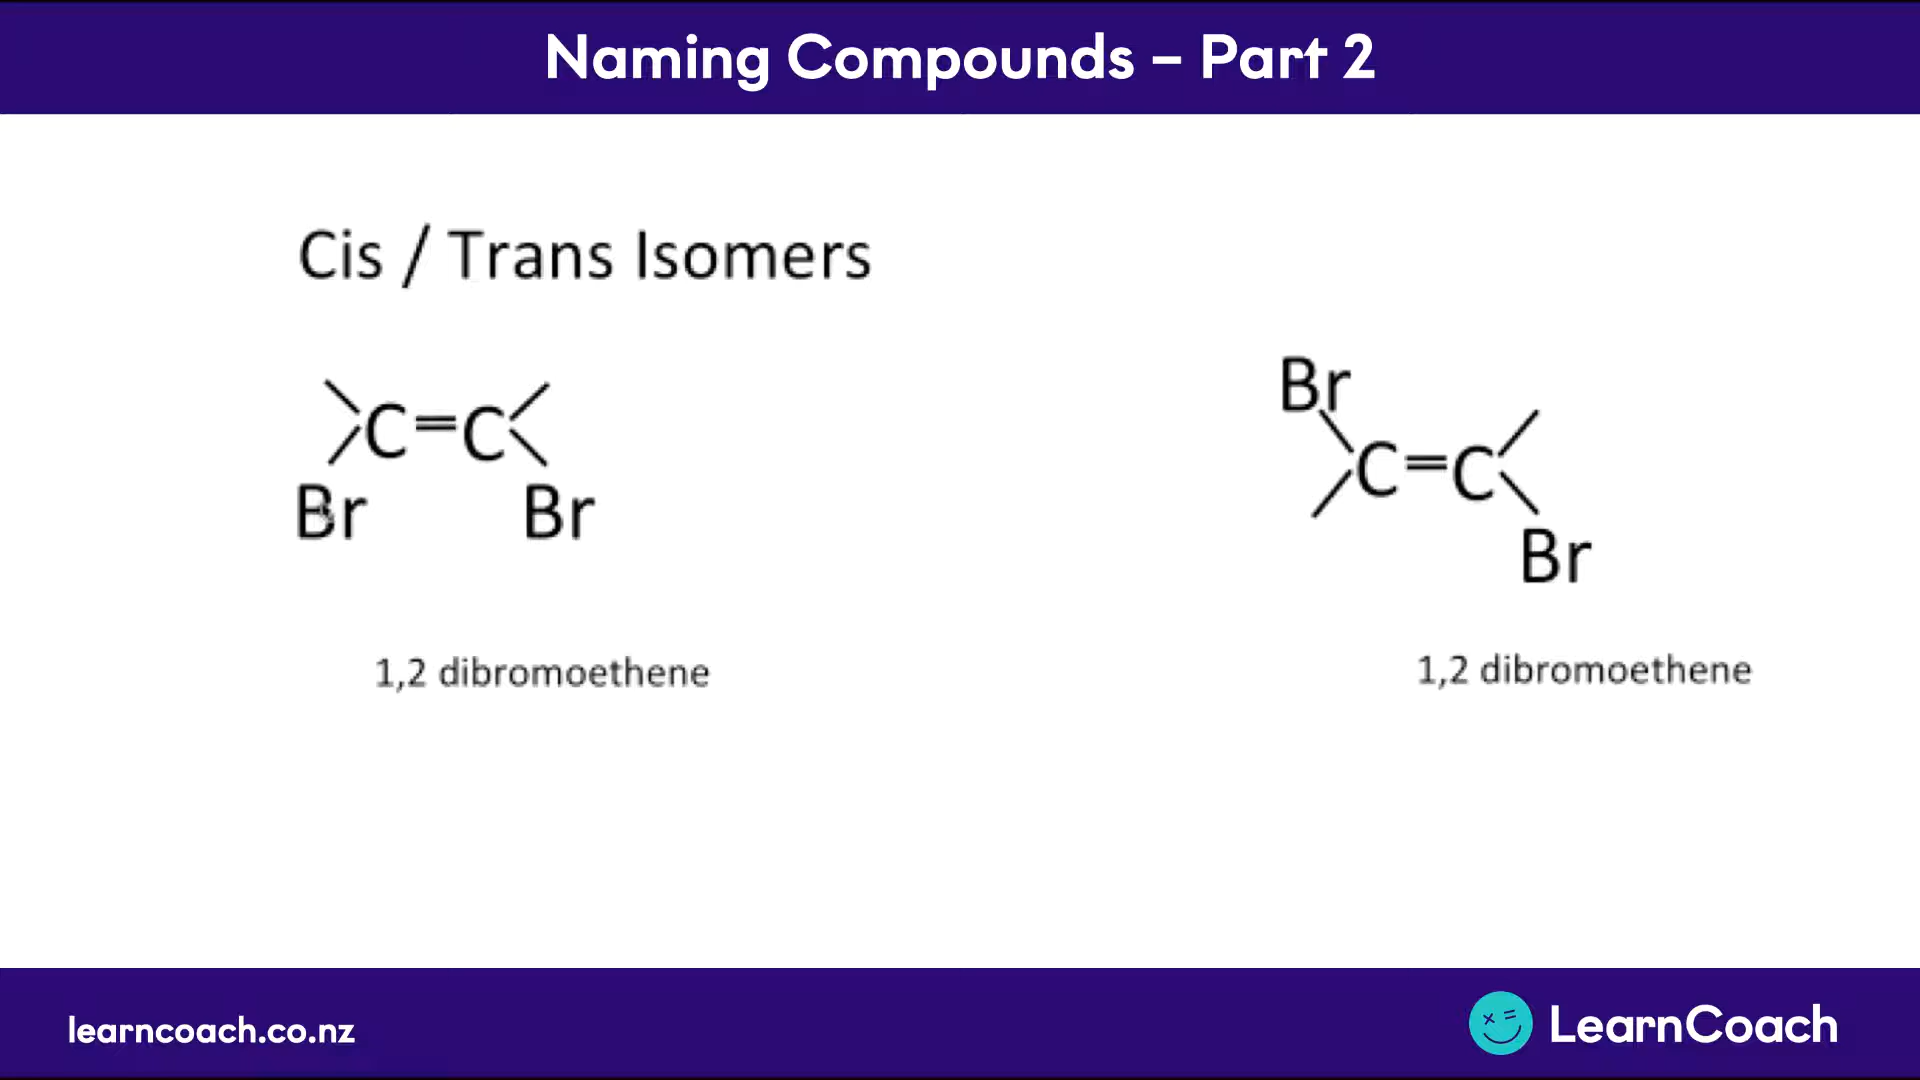 Naming Compounds – Part 2
Cis / Trans Isomers
C=C
Br Br
Br
C=C
Br
1,2 dibromoethene
1,2 dibromoethene
learncoach.co.nz
LearnCoach